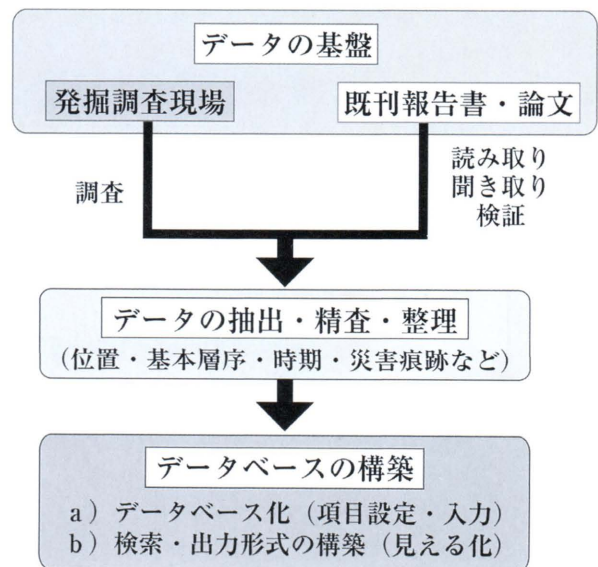 データの基盤
発掘調査現場
既刊報告書・論文
調査
読み取り
聞き取り
検証
データの抽出・精査・整理
（位置・基本層序・時期・災害痕跡など）
データベースの構築
a）データベース化（項目設定・入力）
b）検索・出力形式の構築（見える化）